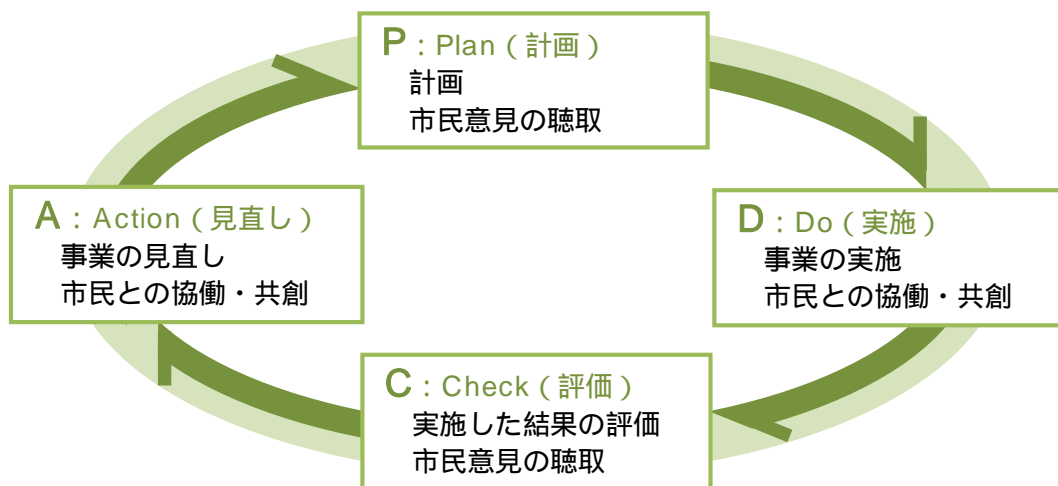 P：Plan（計画）
計画
市民意見の聴取
D：Do（実施）
事業の実施
市民との協働・共創
C：Check（評価）
実施した結果の評価
市民意見の聴取
A：Action（見直し）
事業の見直し
市民との協働・共創